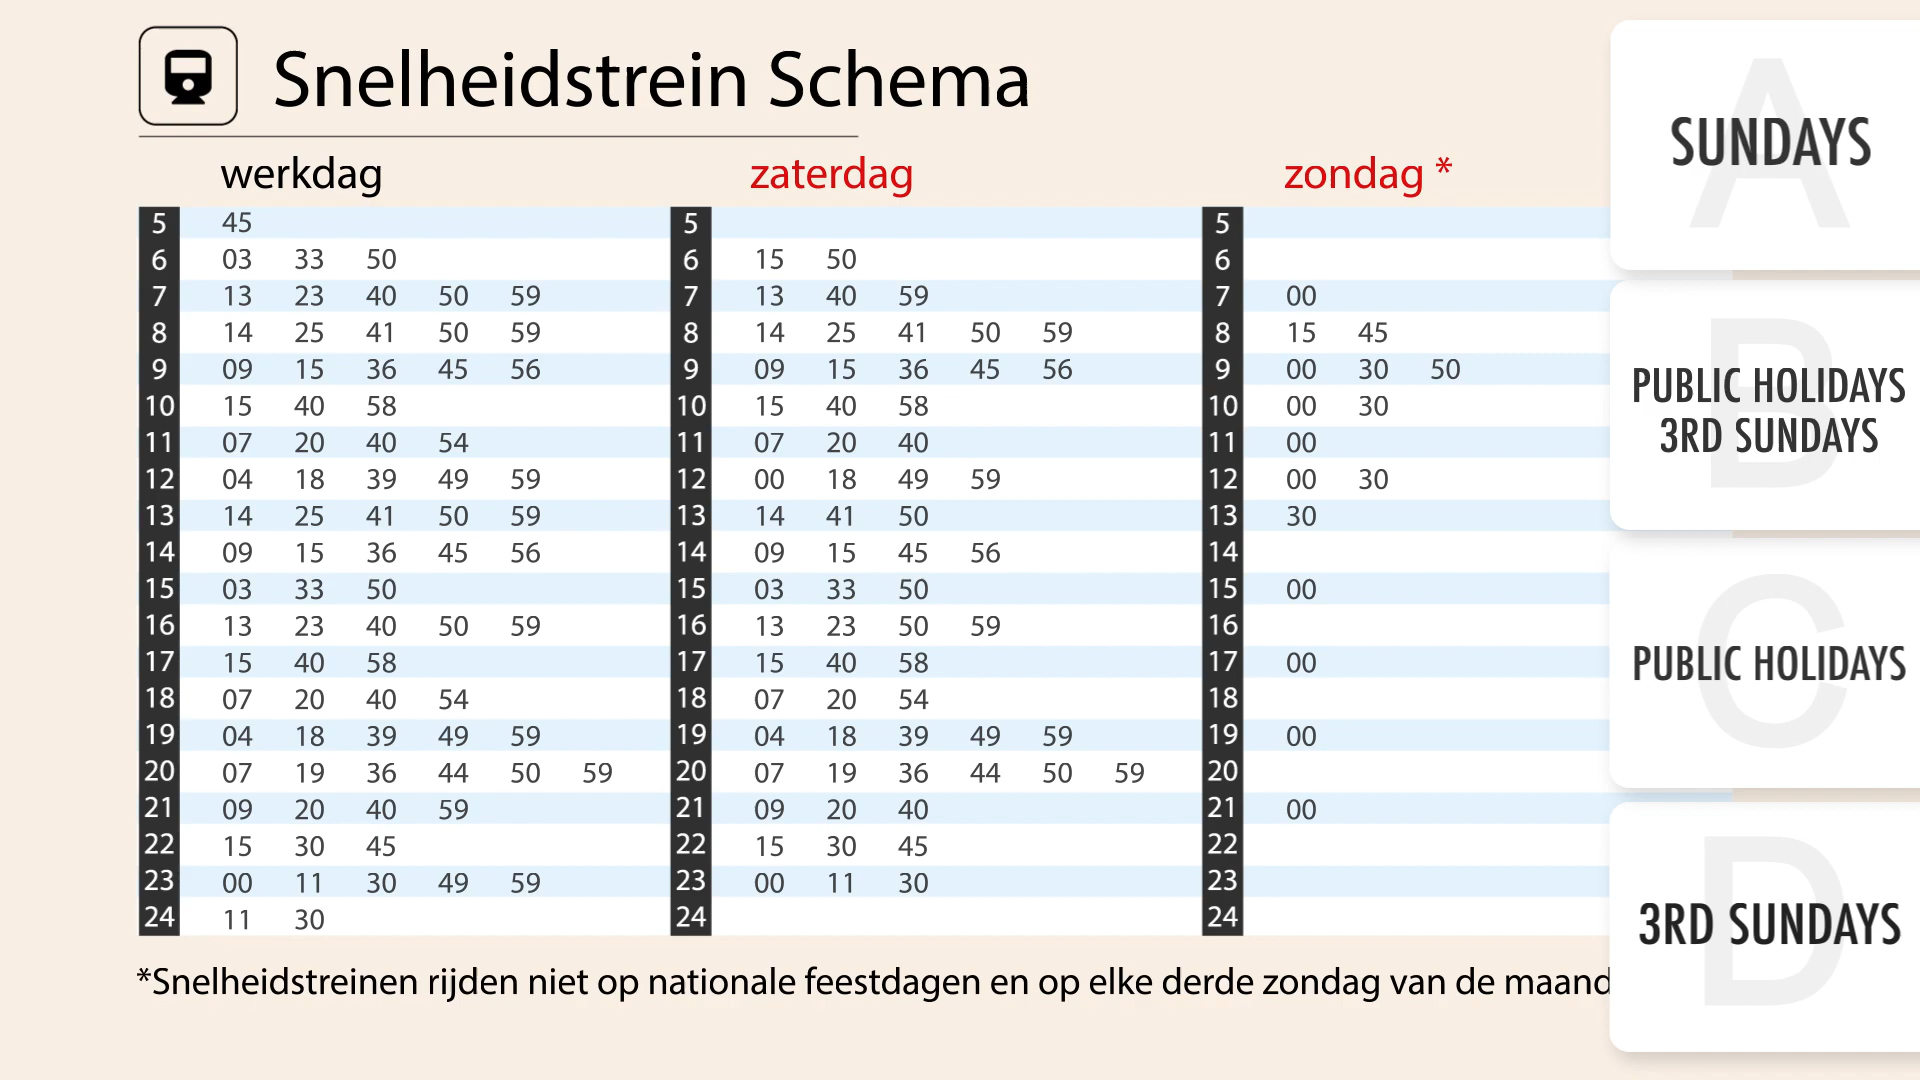 Snelheidstrein Schema
werkdag
5 45
6 03 33 50
7 13 23 40 50 59
8 14 25 41 50 59
9 09 15 36 45 56
10 15 40 58
11 07 20 40 54
12 04 18 39 49 59
13 14 25 41 50 59
14 09 15 36 45 56
15 03 33 50
16 13 23 40 50 59
17 15 40 58
18 07 20 40 54
19 04 18 39 49 59
20 07 19 36 44 50 59
21 09 20 40 59
22 15 30 45
23 00 11 30 49 59
24 11 30
zaterdag
5
6 15 50
7 13 40 59
8 14 25 41 50 59
9 09 15 36 45 56
10 15 40 58
11 07 20 40
12 00 18 49 59
13 14 41 50
14 09 15 45 56
15 03 33 50
16 13 23 50 59
17 15 40 58
18 07 20 54
19 04 18 39 49 59
20 07 19 36 44 50 59
21 09 20 40
22 15 30 45
23 00 11 30
24
zondag *
5
6
7 00
8 15 45
9 00 30 50
10 00 30
11 00
12 00 30
13 30
14
15 00
16
17 00
18
19 00
20
21 00
22
23
24
*Snelheidstreinen rijden niet op nationale feestdagen en op elke derde zondag van de maand
A
SUNDAYS
B
PUBLIC HOLIDAYS
3RD SUNDAYS
C
PUBLIC HOLIDAYS
D
3RD SUNDAYS